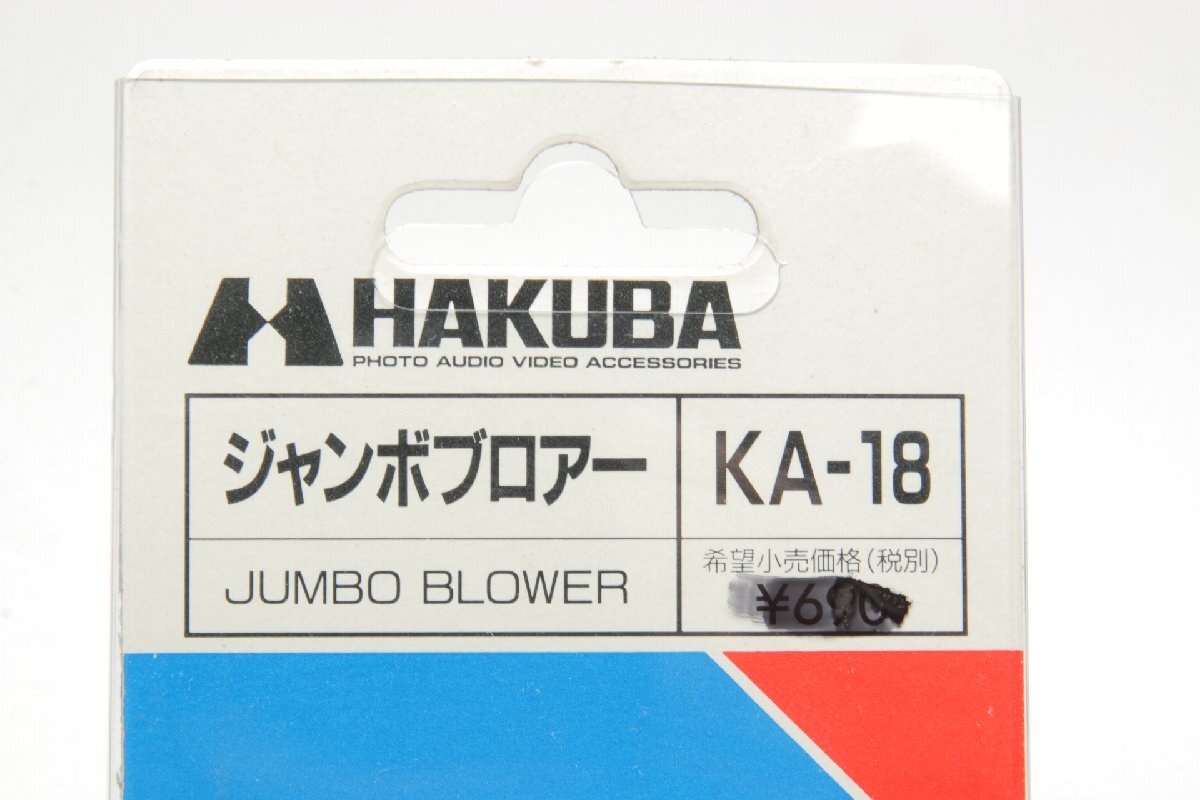 HAKUBA
PHOTO AUDIO VIDEO ACCESSORIES
ジャンボブロアー
KA-18
JUMBO BLOWER
希望小売価格(税別)